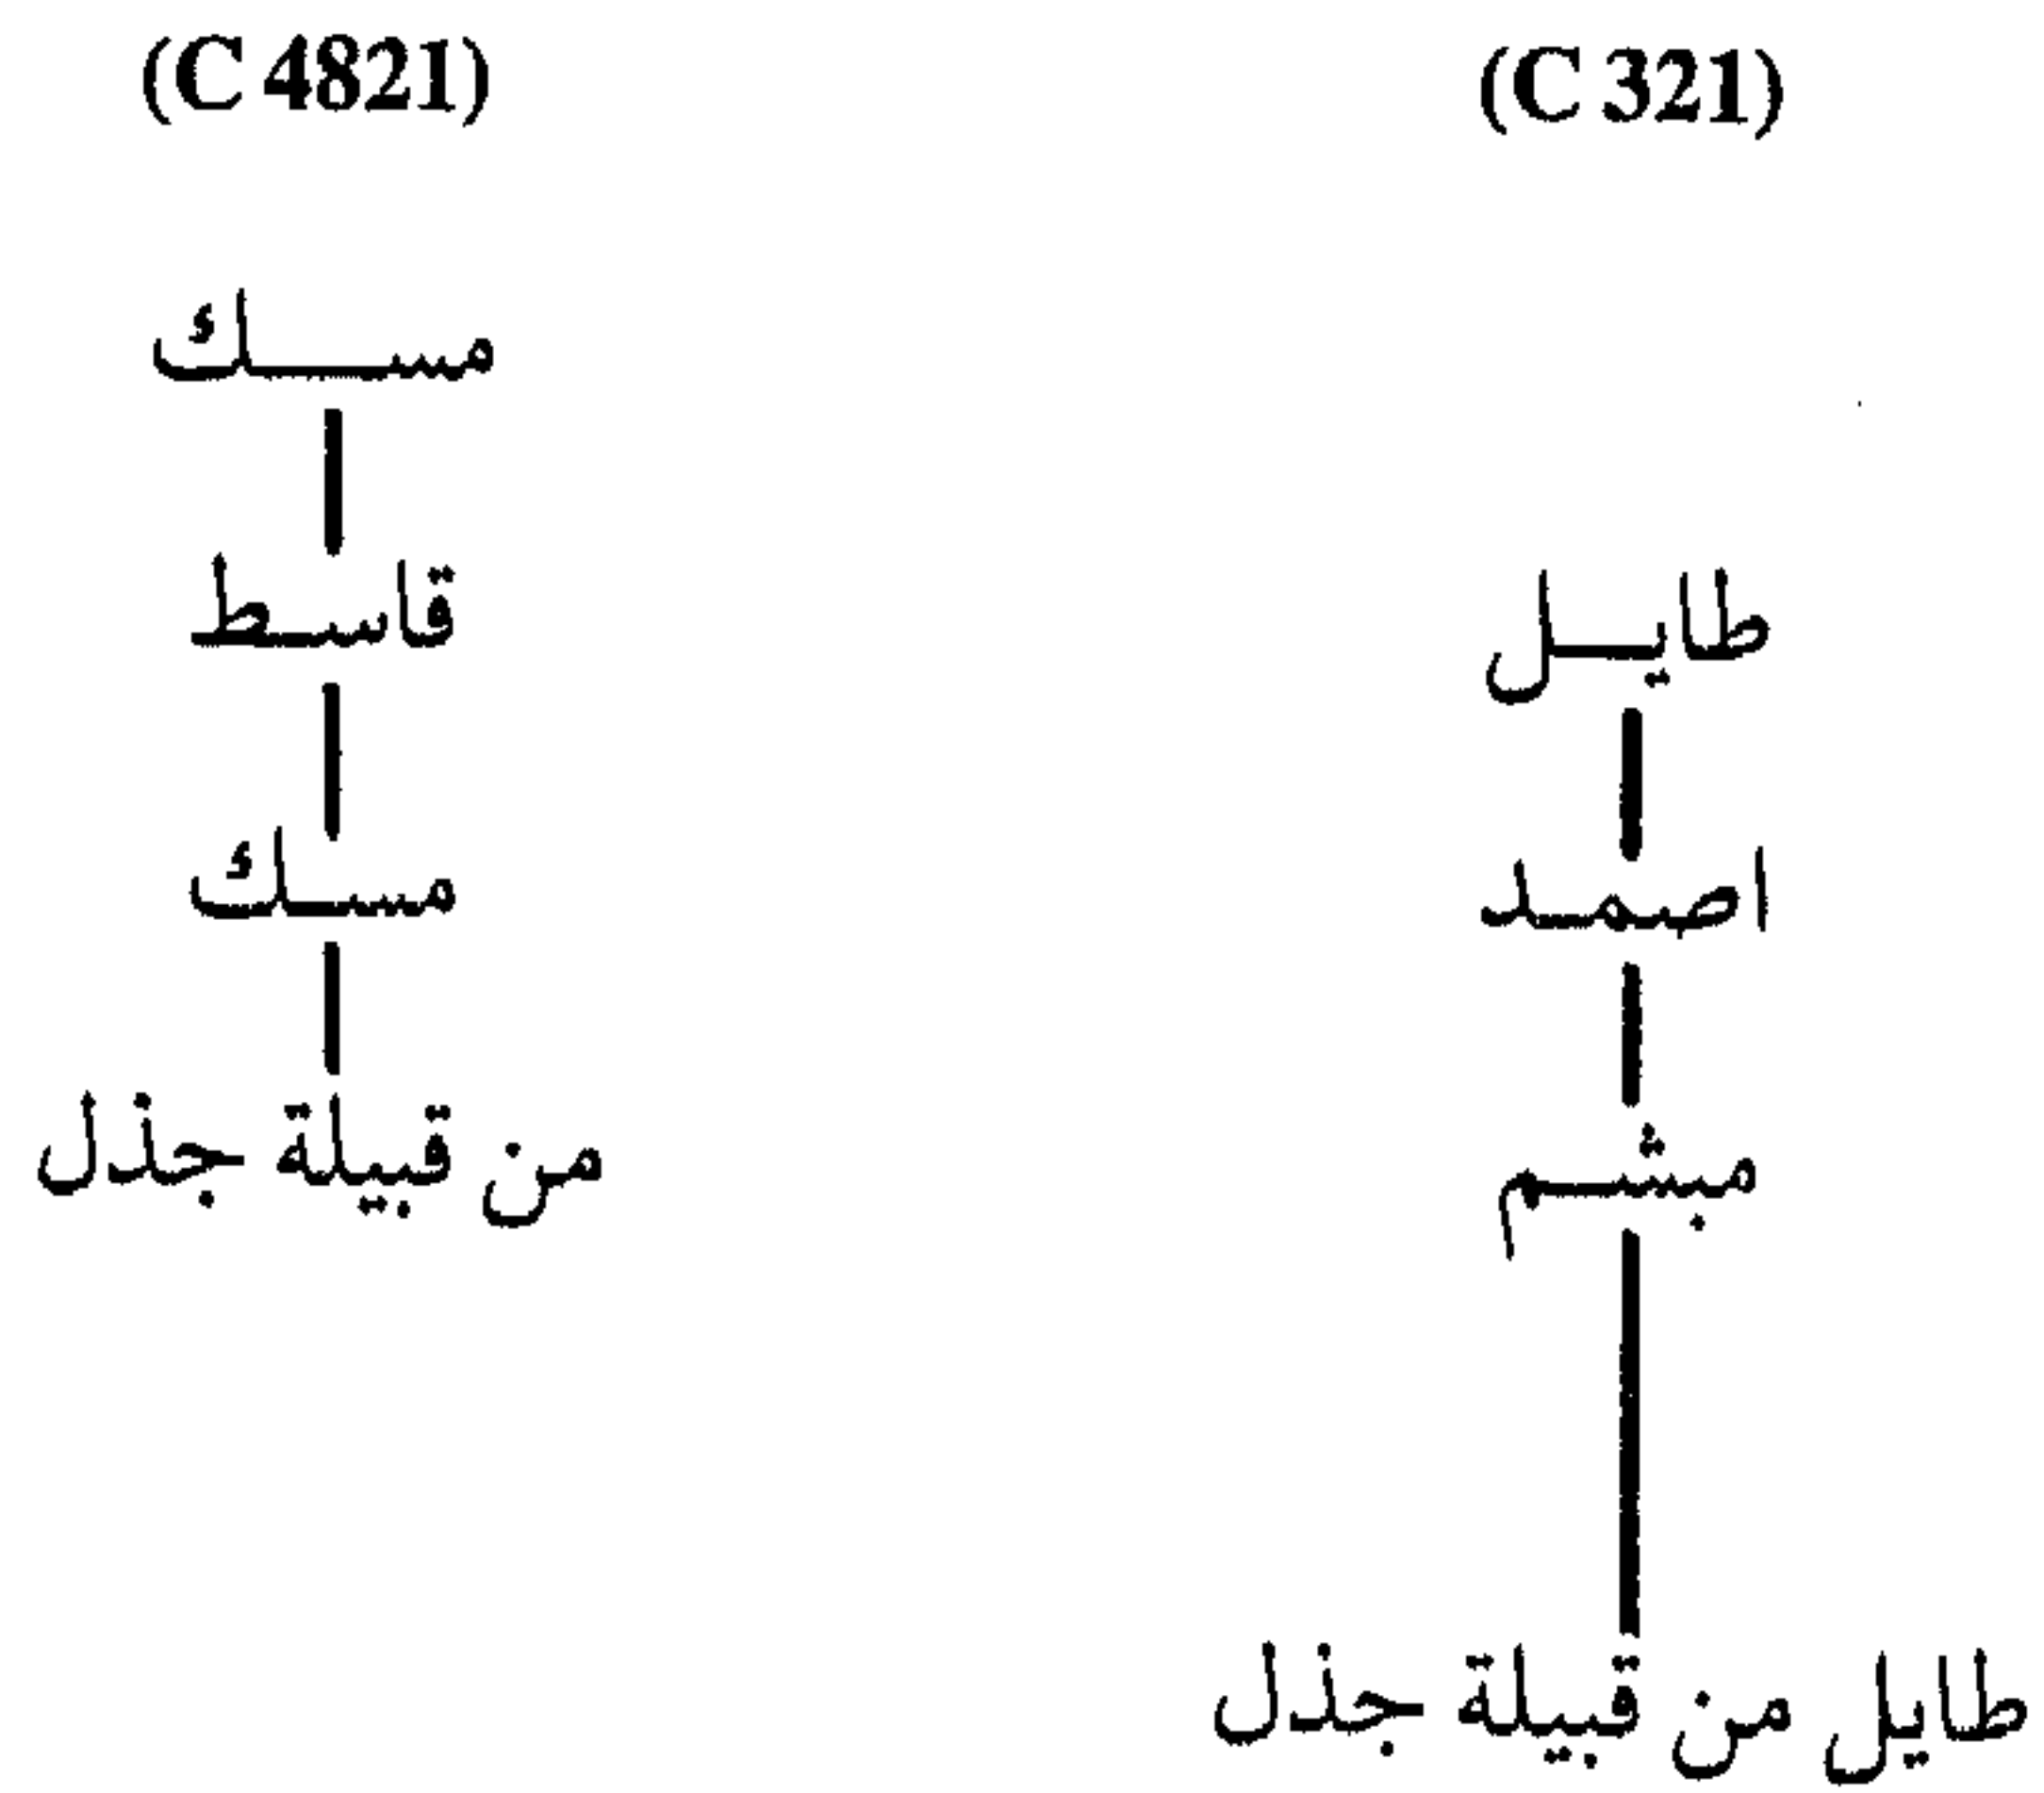 (C 321)
طايل
اصمد
مبشم
طايل من قبيلة جذل
(C 4821)
مسك
قاسط
مسك
من قبيلة جذل